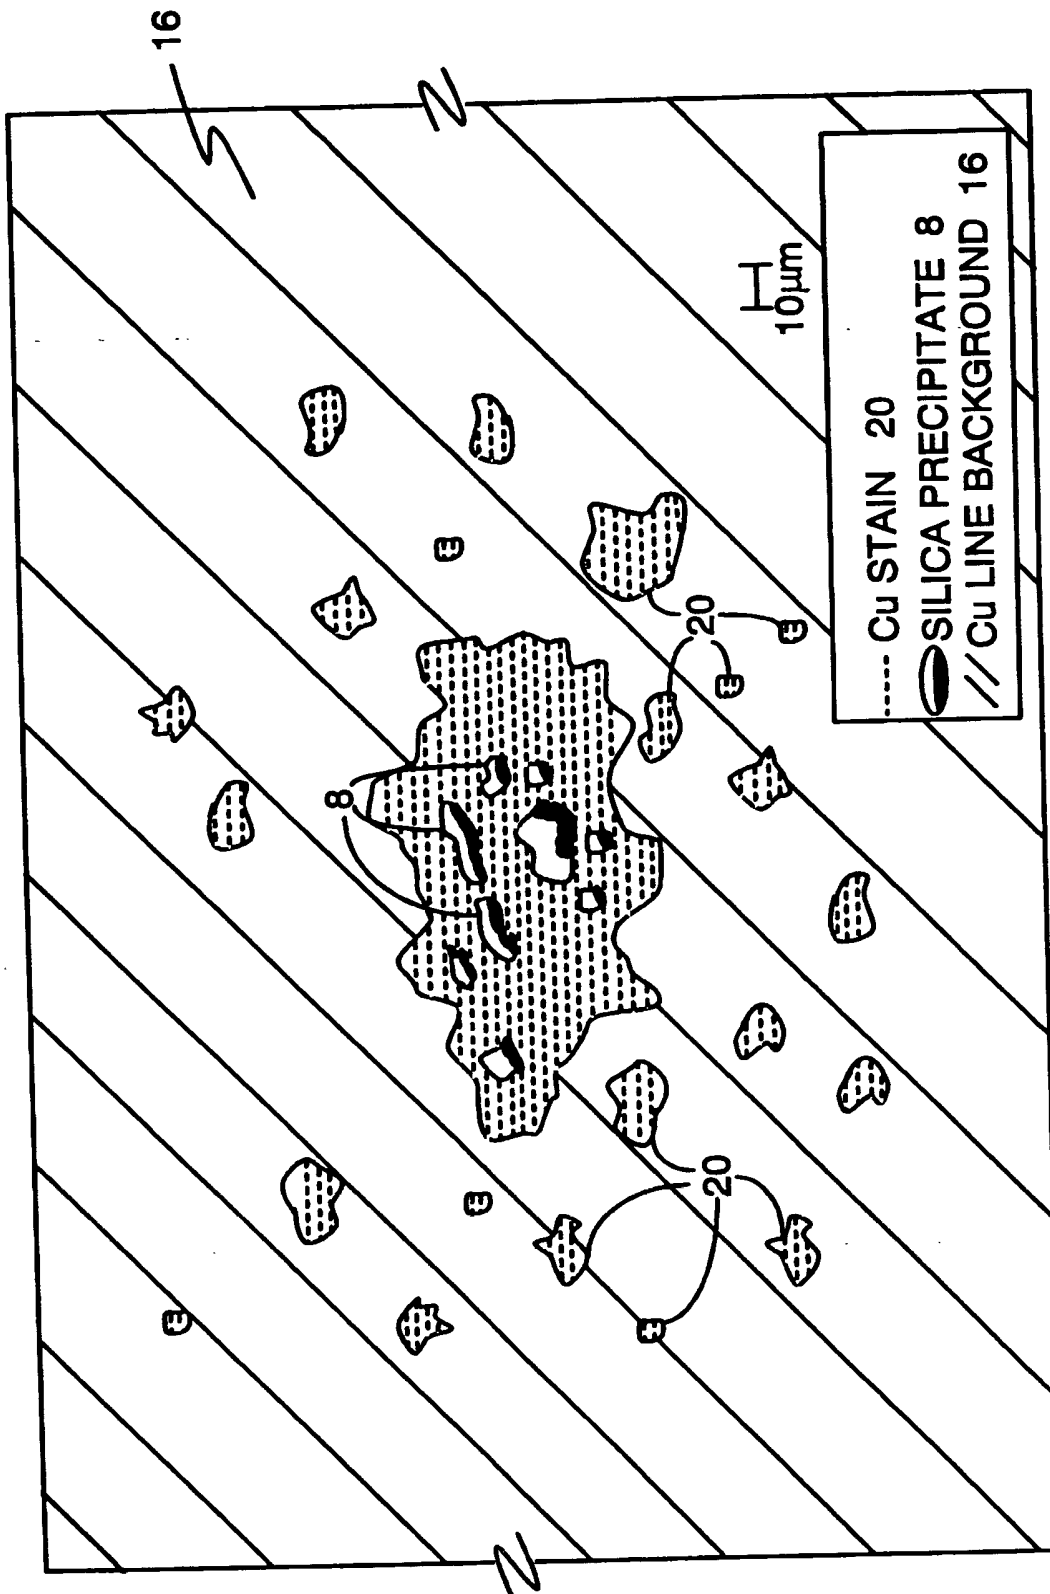 16
8
20
20
10μm
Cu STAIN 20
SILICA PRECIPITATE 8
// Cu LINE BACKGROUND 16